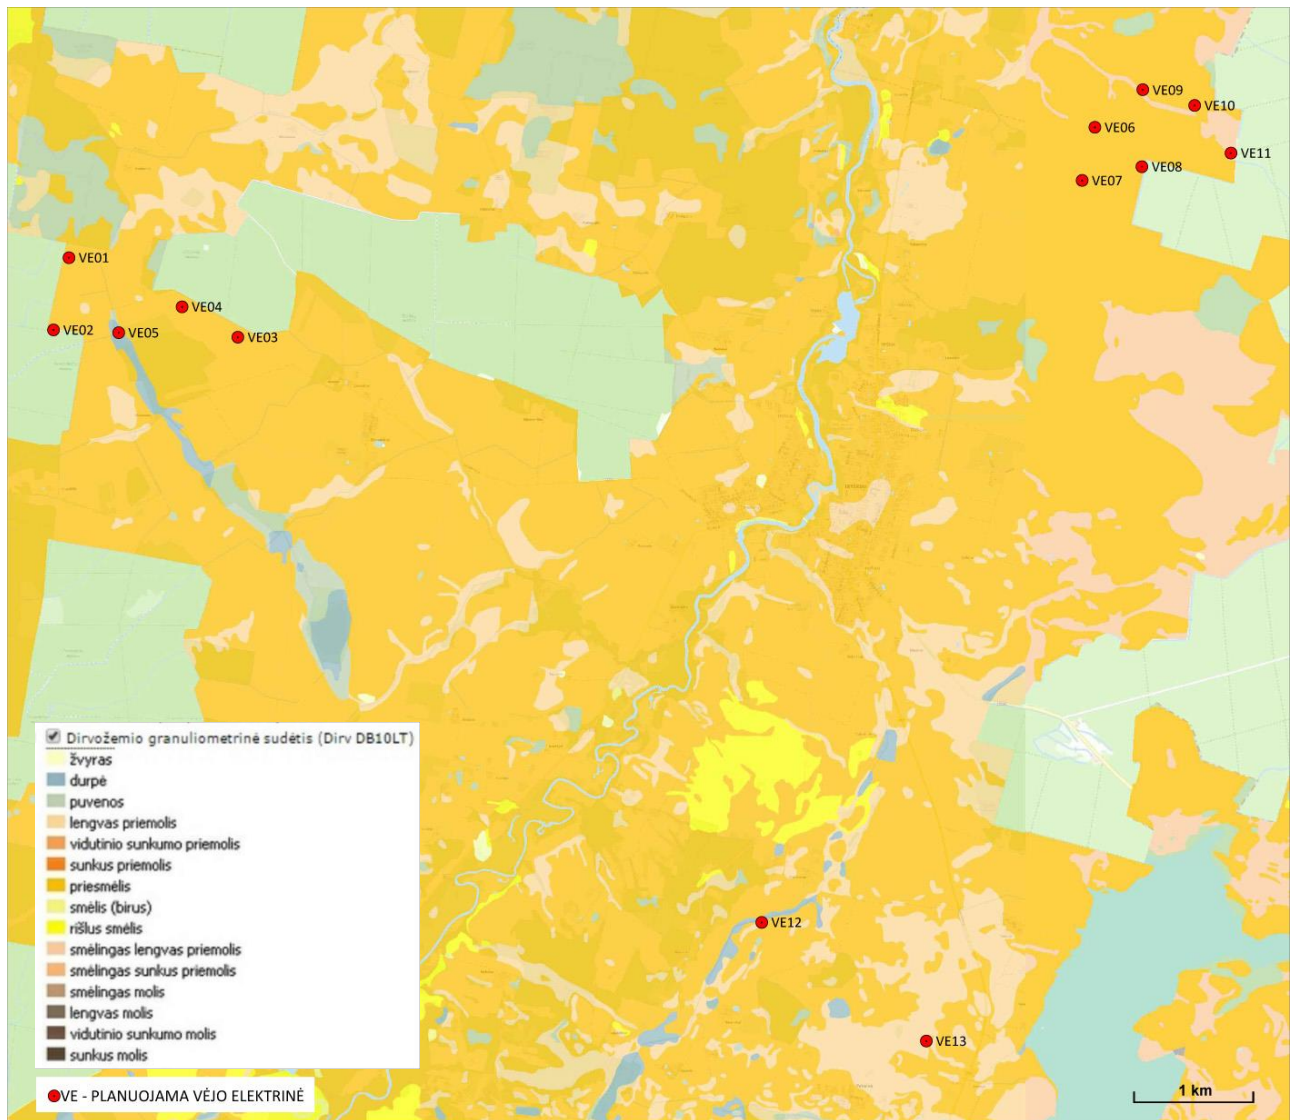 VE09
VE10
VE06
VE11
VE08
VE07
VE01
VE04
VE02
VE05
VE03
VE12
VE13
Dirvožemio granuliometrinė sudėtis (Dirv DB10LT)
žvyras
durpė
puvenos
lengvas priemolis
vidutinio sunkumo priemolis
sunkus priemolis
priesmėlis
smėlis (birus)
rišlus smėlis
smėlingas lengvas priemolis
smėlingas sunkus priemolis
smėlingas molis
lengvas molis
vidutinio sunkumo molis
sunkus molis
VE - PLANUOJAMA VĖJO ELEKTRINĖ
1 km